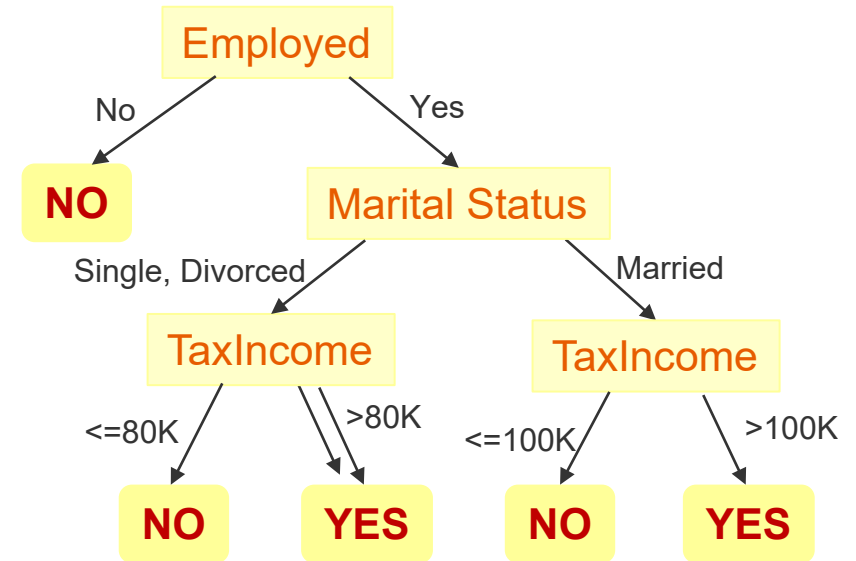 Employed
No
Yes
NO
Marital Status
Single, Divorced
Married
TaxIncome
TaxIncome
<=80K
>80K
<=100K
>100K
NO
YES
NO
YES